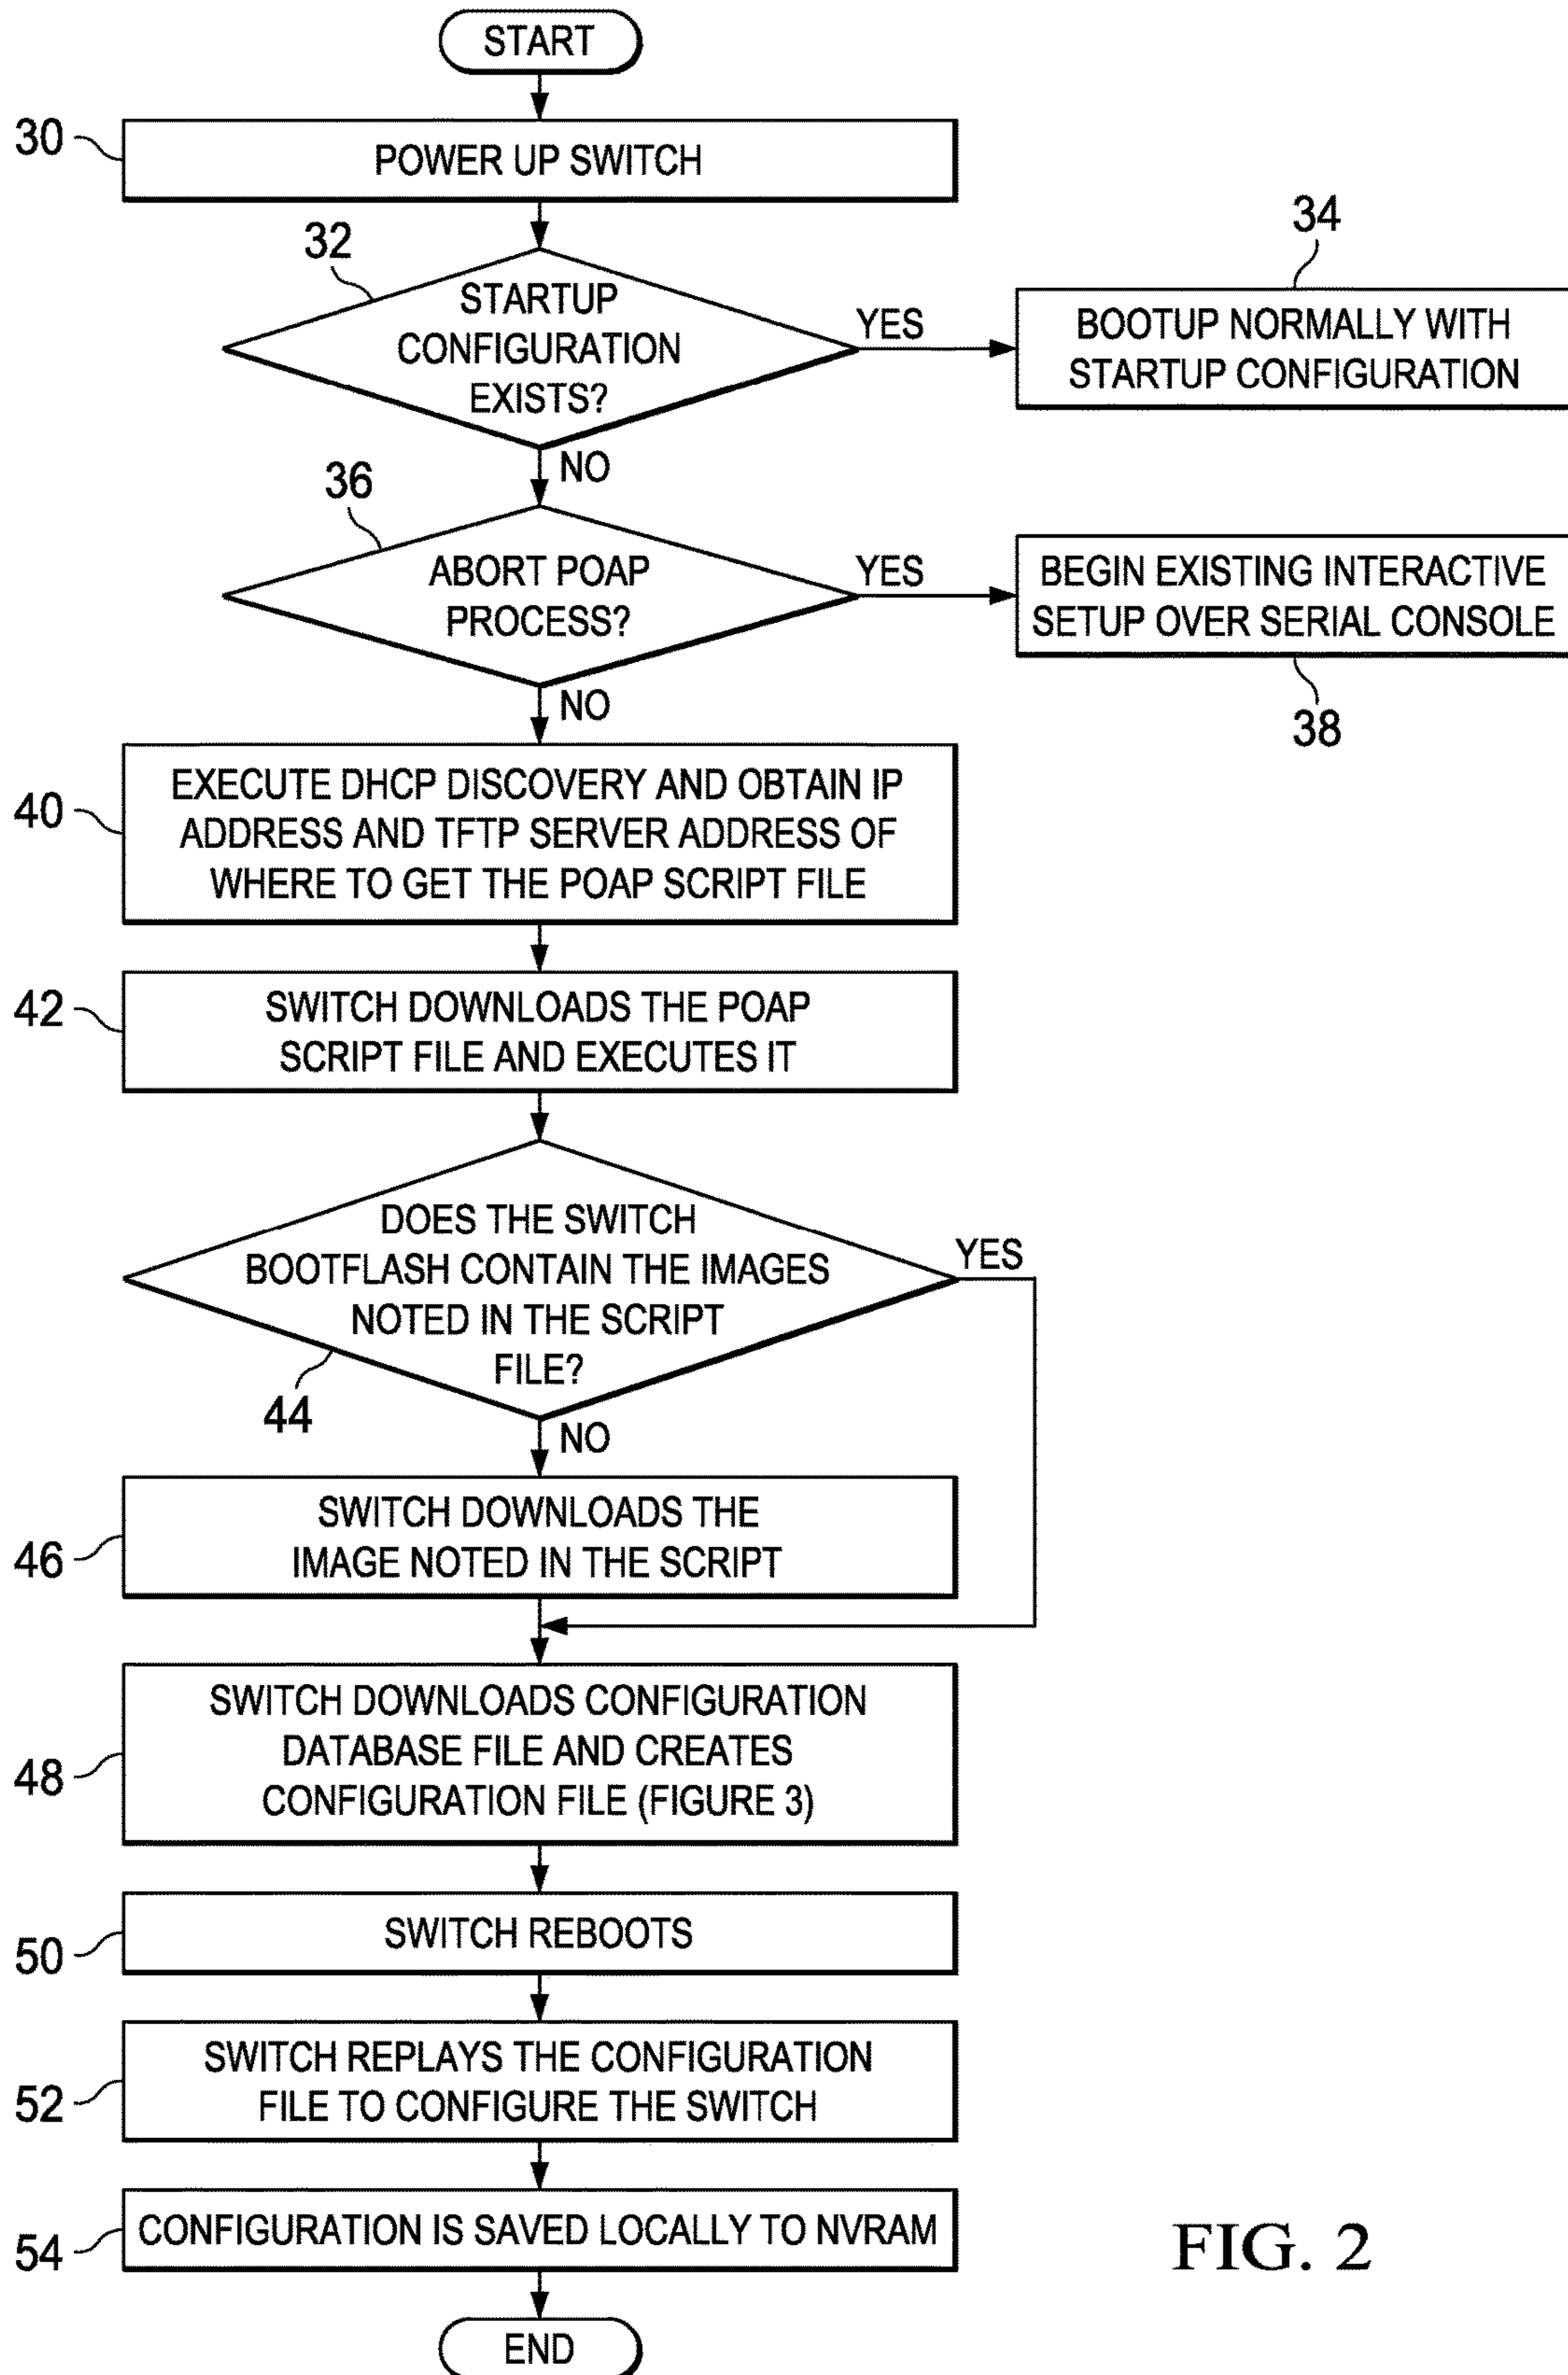 START
30
POWER UP SWITCH
32
STARTUP
CONFIGURATION
EXISTS?
YES
34
BOOTUP NORMALLY WITH
STARTUP CONFIGURATION
NO
36
ABORT POAP
PROCESS?
YES
BEGIN EXISTING INTERACTIVE
SETUP OVER SERIAL CONSOLE
38
NO
40
EXECUTE DHCP DISCOVERY AND OBTAIN IP
ADDRESS AND TFTP SERVER ADDRESS OF
WHERE TO GET THE POAP SCRIPT FILE
42
SWITCH DOWNLOADS THE POAP
SCRIPT FILE AND EXECUTES IT
DOES THE SWITCH
BOOTFLASH CONTAIN THE IMAGES
NOTED IN THE SCRIPT
FILE?
YES
44
NO
46
SWITCH DOWNLOADS THE
IMAGE NOTED IN THE SCRIPT
48
SWITCH DOWNLOADS CONFIGURATION
DATABASE FILE AND CREATES
CONFIGURATION FILE (FIGURE 3)
50
SWITCH REBOOTS
52
SWITCH REPLAYS THE CONFIGURATION
FILE TO CONFIGURE THE SWITCH
54
CONFIGURATION IS SAVED LOCALLY TO NVRAM
END
FIG. 2